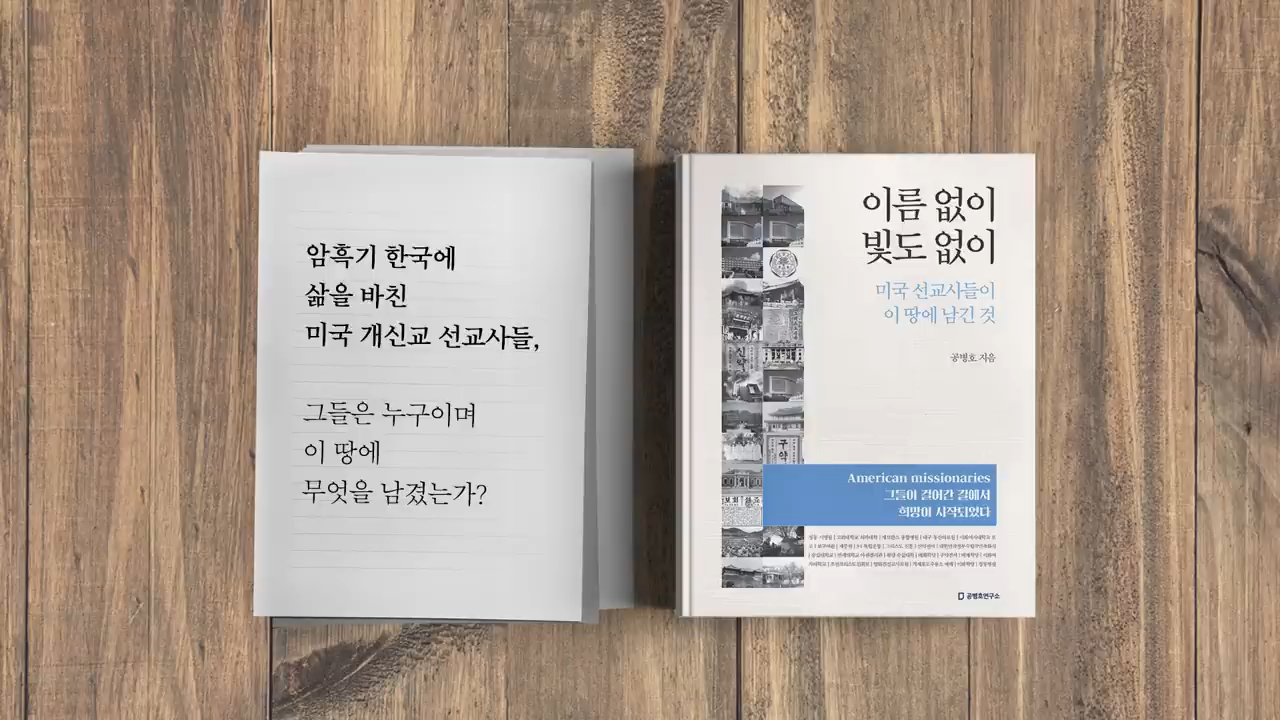 암흑기 한국에
삶을 바친
미국 개신교 선교사들,
그들은 누구이며
이 땅에
무엇을 남겼는가?
이름 없이
빛도 없이
미국 선교사들이
이 땅에 남긴 것
공병호 지음
구약
American missionaries
그들이 걸어간 길에서
희망이 시작되었다
공병호연구소